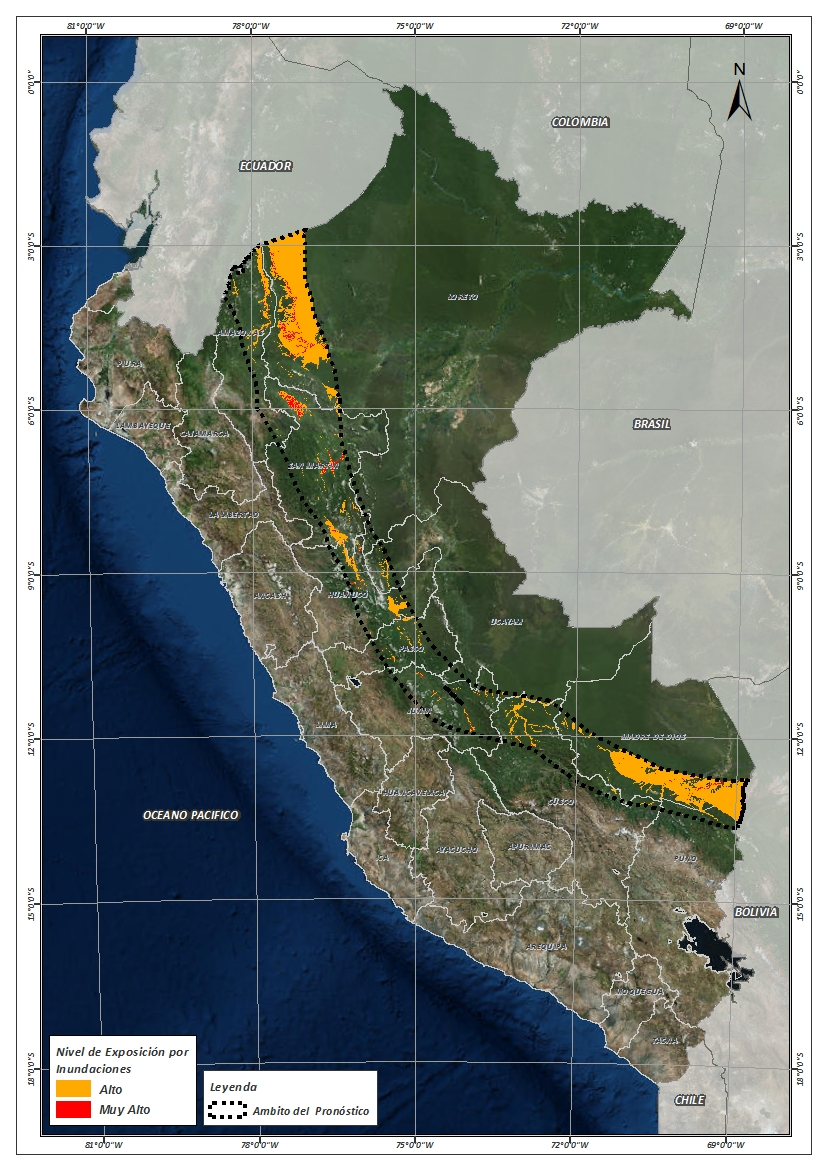 81°0'0"W 78°0'0"W 75°0'0"W 72°0'0"W 69°0'0"W
0°0'0" 0°0'0"
N
COLOMBIA
ECUADOR
3°0'0"S 3°0'0"S
LORETO
AMAZONAS
PIURA
6°0'0"S 6°0'0"S
LAMBAYEQUE
CAJAMARCA
BRASIL
SAN MARTIN
LA LIBERTAD
9°0'0"S 9°0'0"S
ANCASH
HUANUCO
UCAYALI
PASCO
JUNIN
LIMA
12°0'0"S 12°0'0"S
MADRE DE DIOS
HUANCAVELICA
CUSCO
OCEANO PACIFICO
AYACUCHO
APURIMAC
ICA
PUNO
15°0'0"S 15°0'0"S
BOLIVIA
AREQUIPA
MOQUEGUA
TACNA
18°0'0"S 18°0'0"S
CHILE
Nivel de Exposición por
Inundaciones
Alto
Muy Alto
Leyenda
Ambito del Pronóstico
81°0'0"W 78°0'0"W 75°0'0"W 72°0'0"W 69°0'0"W